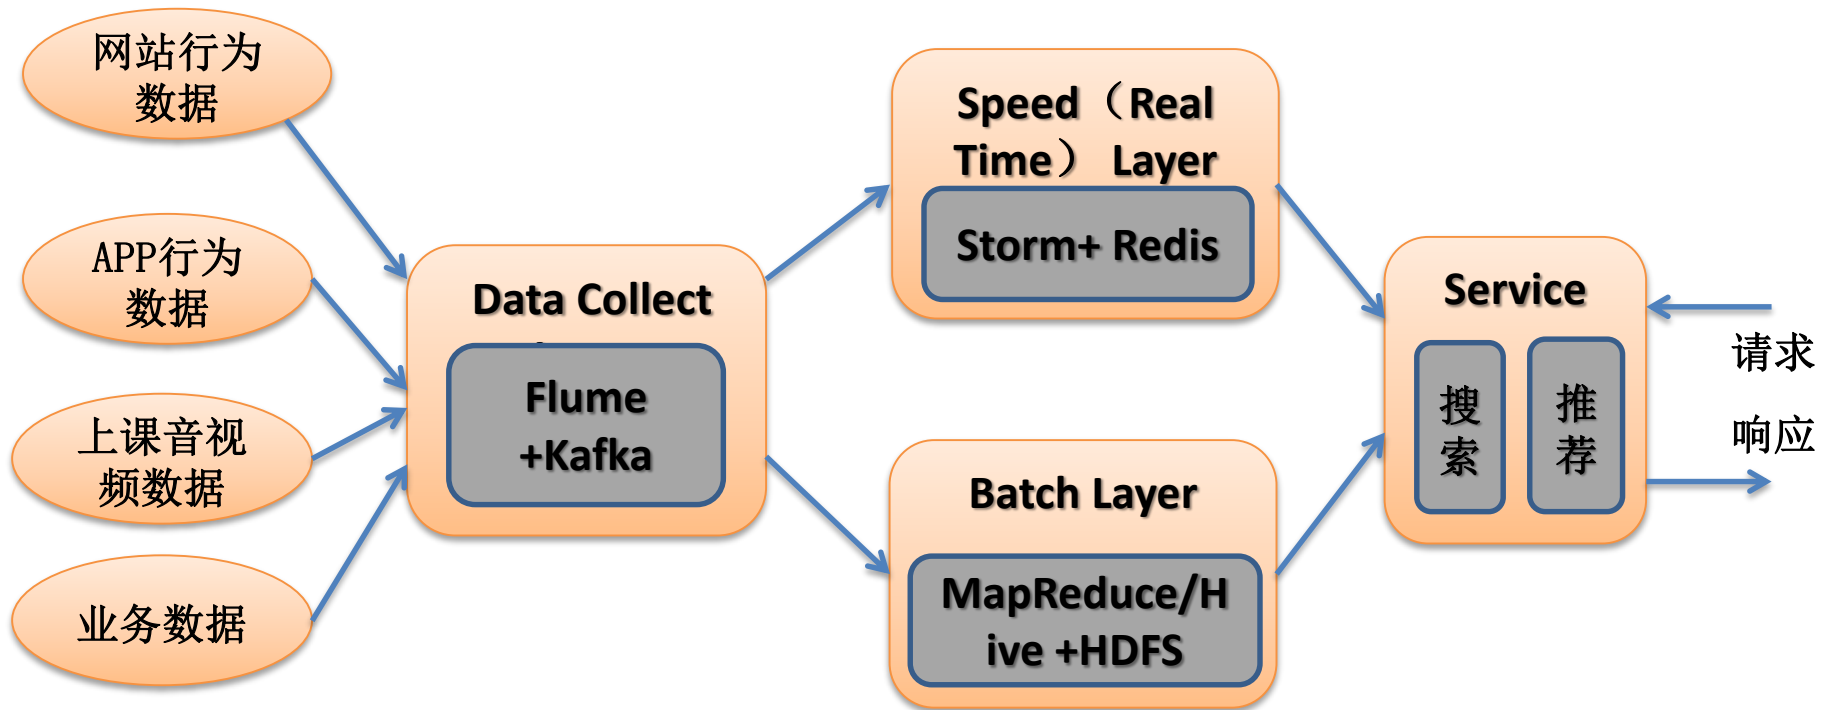 网站行为
数据
APP行为
数据
上课音视
频数据
业务数据
Data Collect
Flume
+Kafka
Speed（Real
Time） Layer
Storm+ Redis
Batch Layer
MapReduce/H
ive +HDFS
Service
搜
索
推
荐
请求
响应